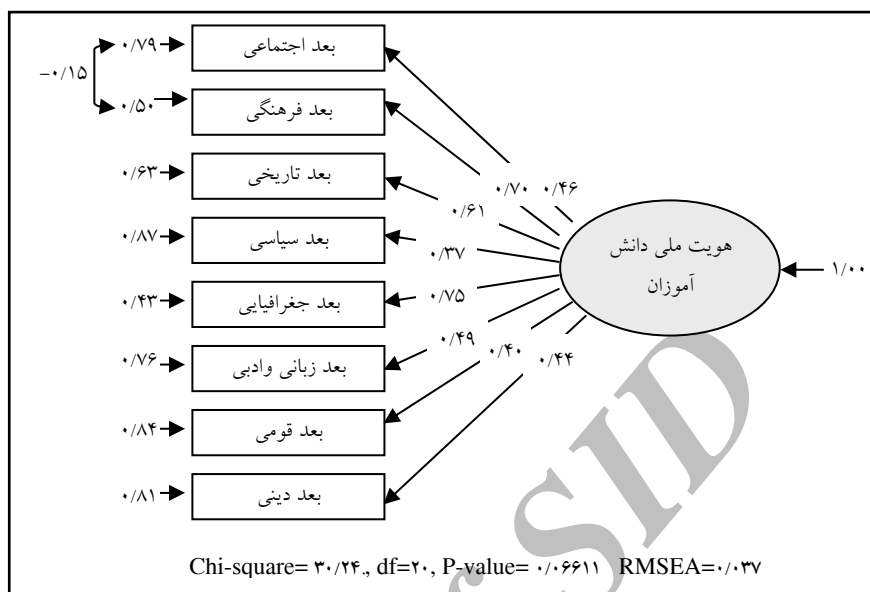 ۰/۷۹
بعد اجتماعی
-۰/۱۵
۰/۵۰
بعد فرهنگی
۰/۶۳
بعد تاریخی
۰/۸۷
بعد سیاسی
۰/۴۳
بعد جغرافیایی
۰/۷۶
بعد زبانی وادبی
۰/۸۴
بعد قومی
۰/۸۱
بعد دینی
۰/۴۶
۰/۷۰
۰/۶۱
۰/۳۷
۰/۷۵
۰/۴۹
۰/۴۰
۰/۴۴
هویت ملی دانش
آموزان
۱/۰۰
Chi-square= ۳۰/۲۴., df=۲۰, P-value= ۰/۰۶۶۱۱ RMSEA=۰/۰۳۷
f SID